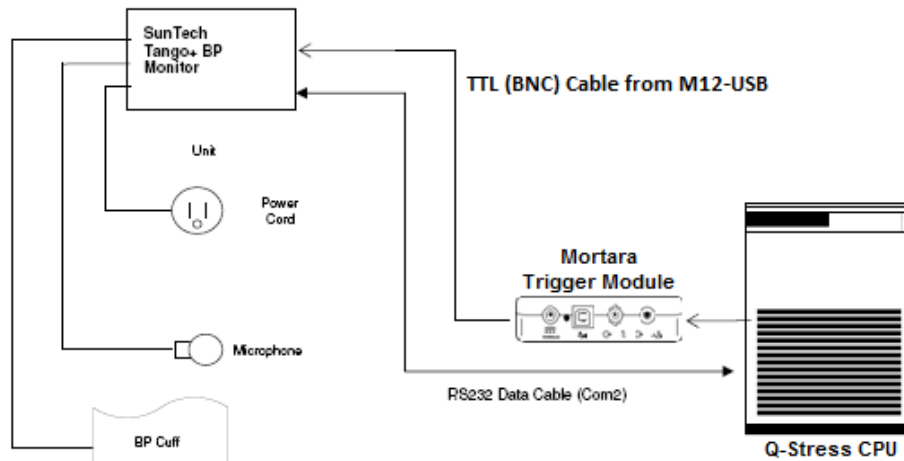 SunTech
Tango+ BP
Monitor
TTL (BNC) Cable from M12-USB
Unit
Power
Cord
Mortara
Trigger Module
Microphone
RS232 Data Cable (Com2)
BP Cuff
Q-Stress CPU